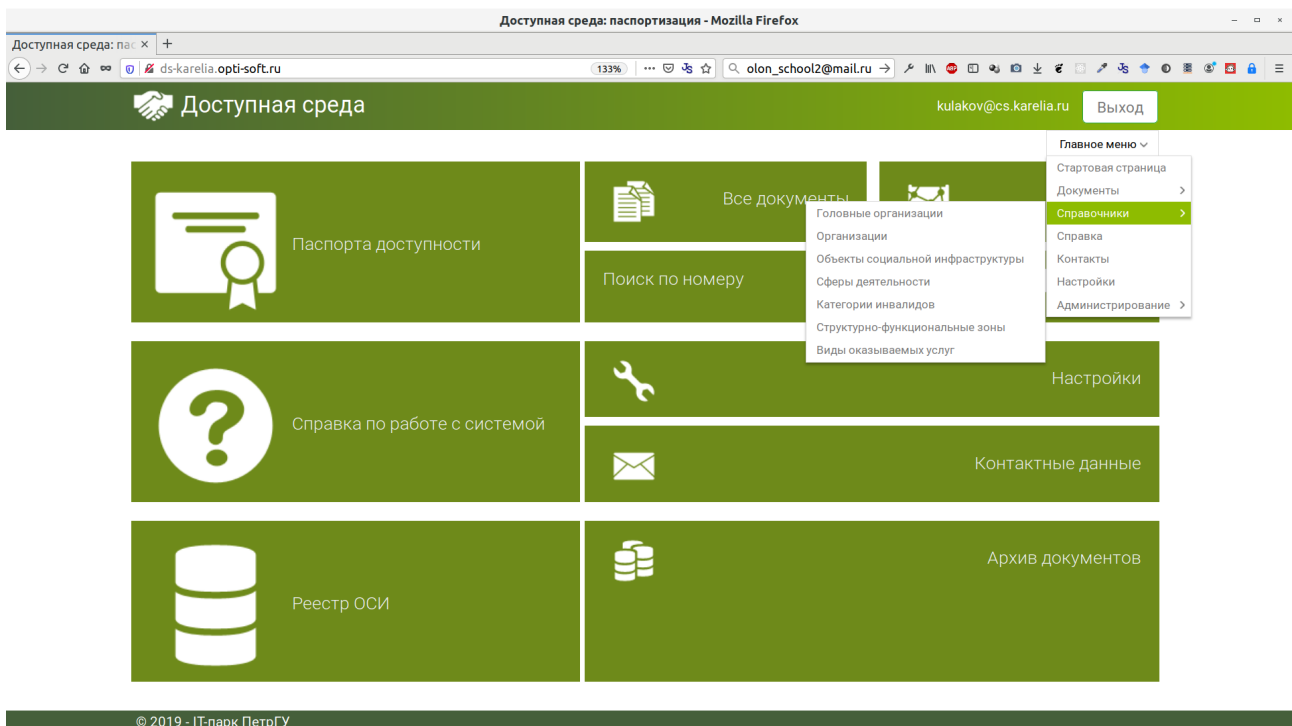 Доступная среда: паспортизация - Mozilla Firefox
Доступная среда: пас
ds-karelia.opti-soft.ru
133%
olon_school2@mail.ru
Доступная среда
kulakov@cs.karelia.ru
Выход
Главное меню
Стартовая страница
Документы
Справочники
Справка
Контакты
Настройки
Администрирование
Головные организации
Организации
Объекты социальной инфраструктуры
Сферы деятельности
Категории инвалидов
Структурно-функциональные зоны
Виды оказываемых услуг
Паспорта доступности
Все документы
Поиск по номеру
Справка по работе с системой
Настройки
Контактные данные
Реестр ОСИ
Архив документов
© 2019 - IT-парк ПетрГУ